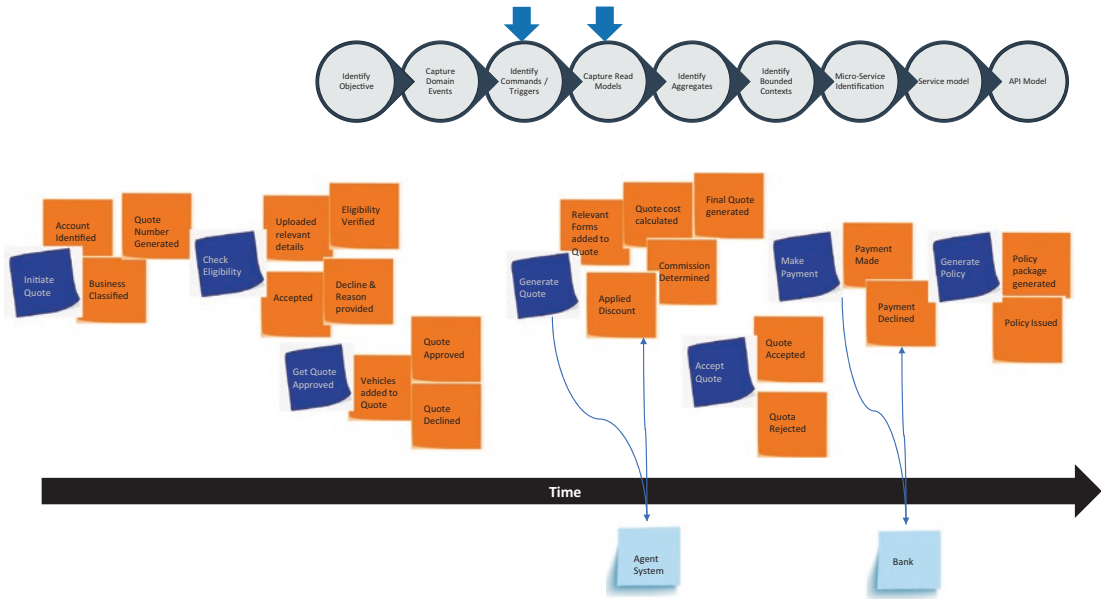 Identify
Objective
Capture
Domain
Events
Identify
Commands /
Triggers
Capture Read
Models
Identify
Aggregates
Identify
Bounded
Contexts
Micro-Service
Identification
Service model
API Model
Account
Identified
Quote
Number
Generated
Initiate
Quote
Business
Classified
Check
Eligibility
Uploaded
relevant
details
Eligibility
Verified
Accepted
Decline &
Reason
provided
Get Quote
Approved
Vehicles
added to
Quote
Quote
Approved
Quote
Declined
Relevant
Forms
added to
Quote
Quote cost
calculated
Final Quote
generated
Generate
Quote
Applied
Discount
Commission
Determined
Accept
Quote
Quote
Accepted
Quota
Rejected
Make
Payment
Payment
Made
Payment
Declined
Generate
Policy
Policy
package
generated
Policy Issued
Time
Agent
System
Bank